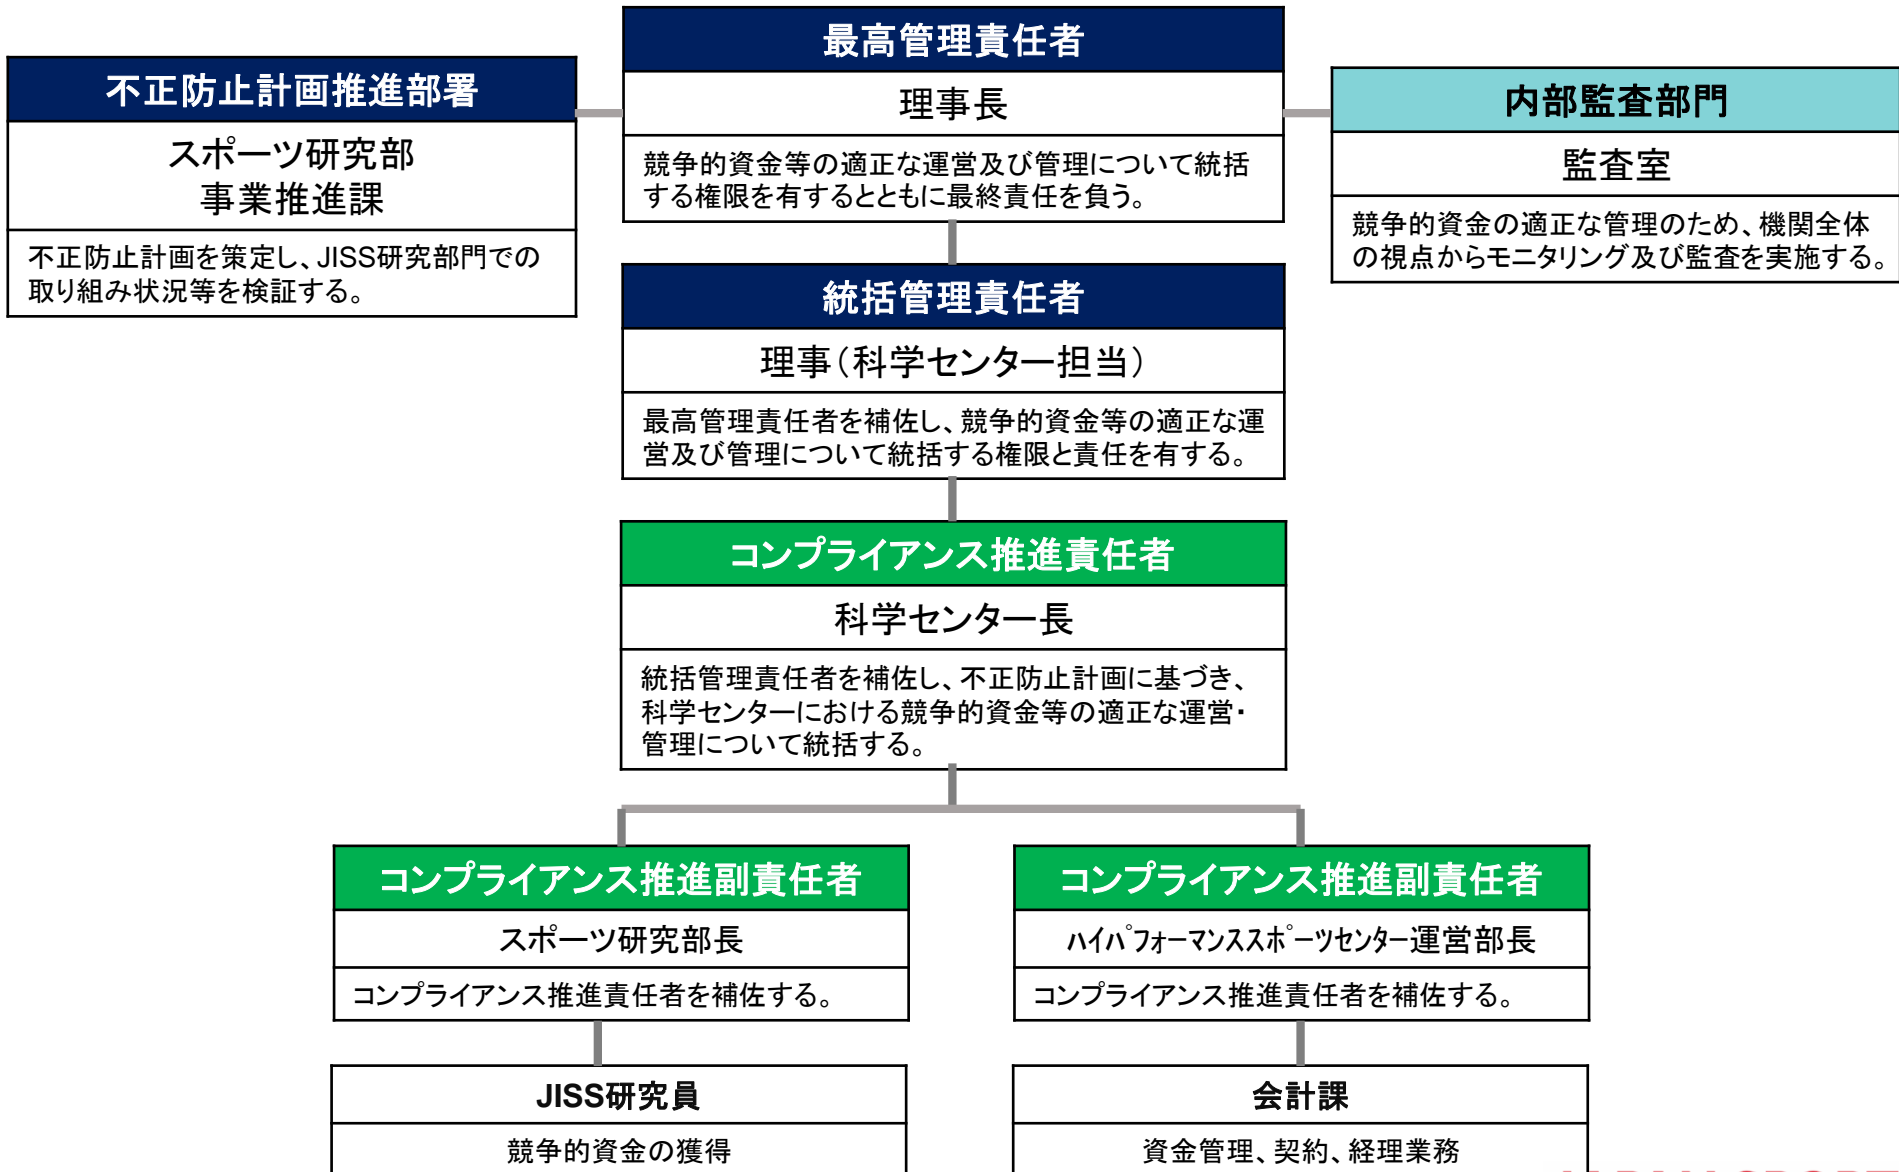 最高管理責任者
理事長
競争的資金等の適正な運営及び管理について統括
する権限を有するとともに最終責任を負う。
不正防止計画推進部署
スポーツ研究部
事業推進課
不正防止計画を策定し、JISS研究部門での
取り組み状況等を検証する。
内部監査部門
監査室
競争的資金の適正な管理のため、機関全体
の視点からモニタリング及び監査を実施する。
統括管理責任者
理事（科学センター担当）
最高管理責任者を補佐し、競争的資金等の適正な運
営及び管理について統括する権限と責任を有する。
コンプライアンス推進責任者
科学センター長
統括管理責任者を補佐し、不正防止計画に基づき、
科学センターにおける競争的資金等の適正な運営・
管理について統括する。
コンプライアンス推進副責任者
スポーツ研究部長
コンプライアンス推進責任者を補佐する。
コンプライアンス推進副責任者
ﾊｲﾊﾟﾌｫｰﾏﾝｽｽﾎﾟｰﾂｾﾝﾀｰ運営部長
コンプライアンス推進責任者を補佐する。
JISS研究員
競争的資金の獲得
会計課
資金管理、契約、経理業務